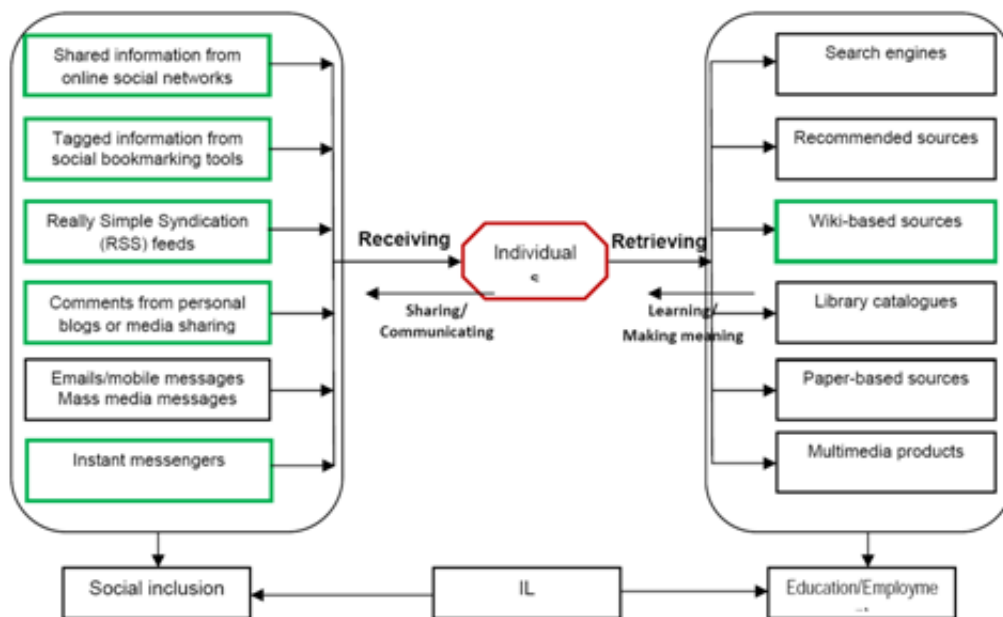 Shared information from
online social networks
Tagged information from
social bookmarking tools
Really Simple Syndication
(RSS) feeds
Comments from personal
blogs or media sharing
Emails/mobile messages
Mass media messages
Instant messengers
Receiving
Sharing/
Communicating
Individual
Retrieving
Learning/
Making meaning
Search engines
Recommended sources
Wiki-based sources
Library catalogues
Paper-based sources
Multimedia products
Social inclusion
IL
Education/Employme